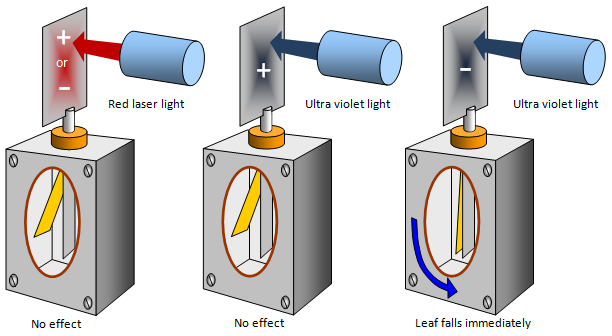 +
or
−
Red laser light
+
Ultra violet light
−
Ultra violet light
No effect
No effect
Leaf falls immediately